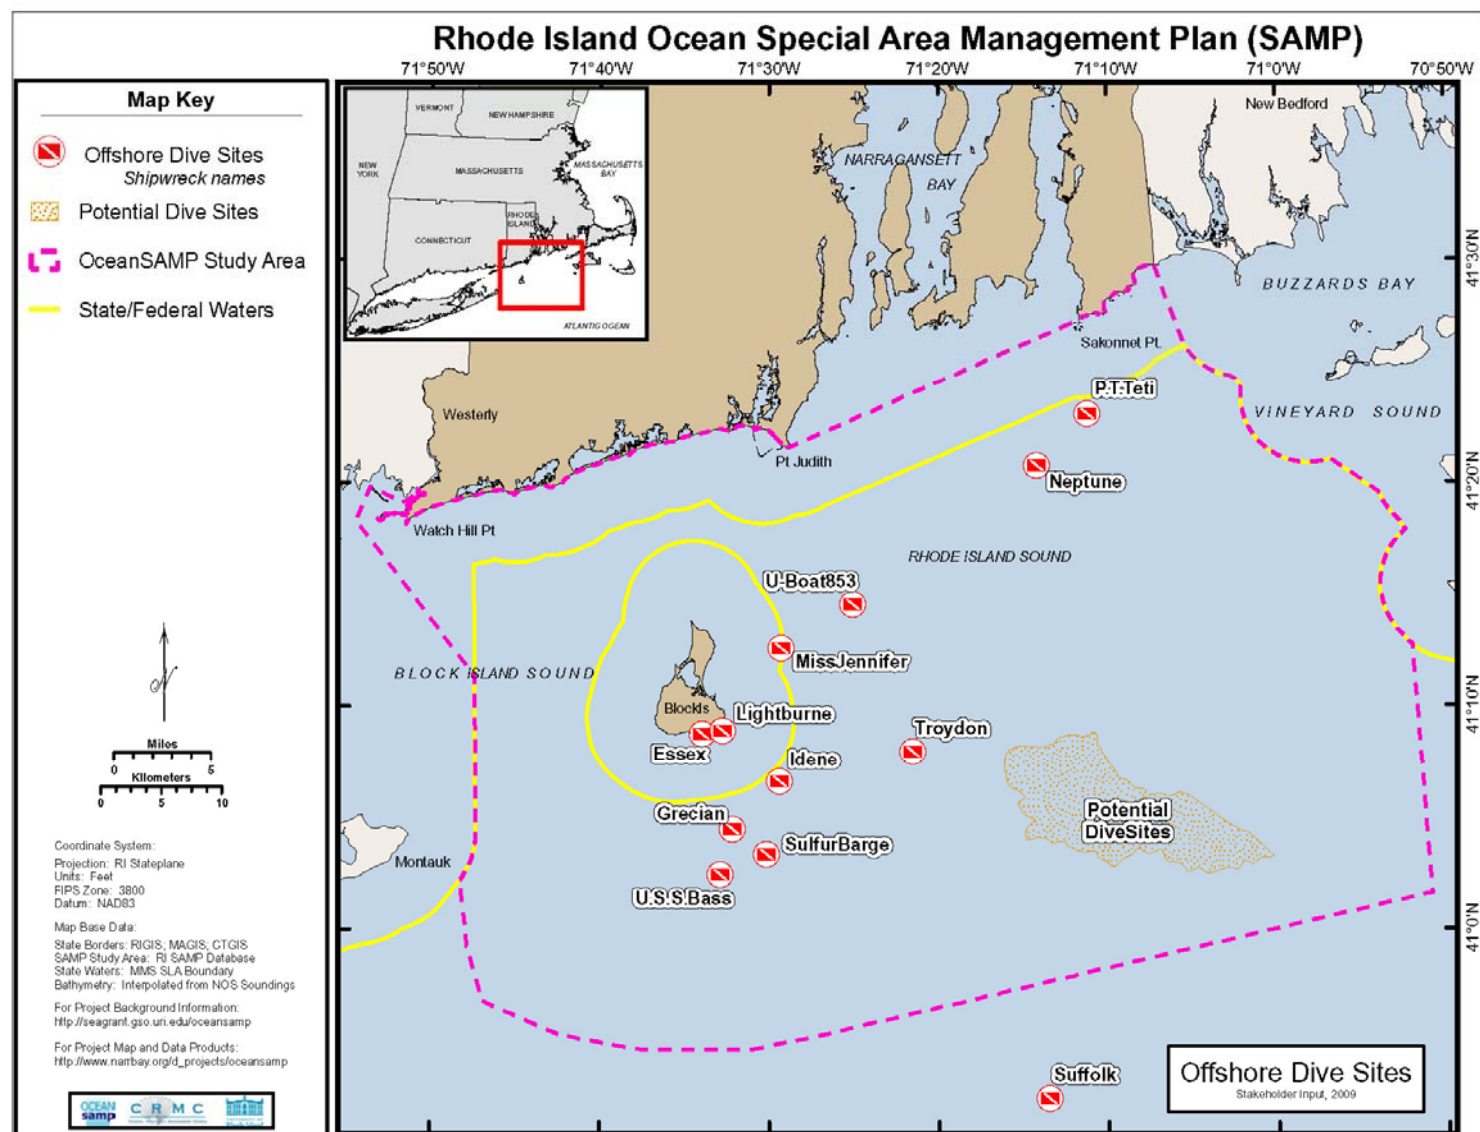 Rhode Island Ocean Special Area Management Plan (SAMP)
71°50'W
71°40'W
71°30'W
71°20'W
71°10'W
71°0'W
70°50'W
Map Key
Offshore Dive Sites
Shipwreck names
Potential Dive Sites
OceanSAMP Study Area
State/Federal Waters
VERMONT
NEW HAMPSHIRE
NEW
YORK
MASSACHUSETTS
MASSACHUSETTS
BAY
RHODE
ISLAND
CONNECTICUT
ATLANTIC OCEAN
NARRAGANSETT
BAY
New Bedford
41°30'N
BUZZARDS BAY
Sakonnet Pt.
P.T.Teti
VINEYARD SOUND
Westerly
Pt Judith
Neptune
41°20'N
Watch Hill Pt
RHODE ISLAND SOUND
U-Boat853
MissJennifer
BLOCK ISLAND SOUND
BlockIs
Lightburne
41°10'N
Essex
Troydon
Idene
Grecian
Potential
DiveSites
SulfurBarge
Montauk
U.S.S.Bass
41°0'N
Suffolk
Miles
0 5
Kilometers
0 5 10
Coordinate System:
Projection: RI Stateplane
Units: Feet
FIPS Zone: 3800
Datum: NAD83
Map Base Data:
State Borders: RIGIS; MAGIS; CTGIS
SAMP Study Area: RI SAMP Database
State Waters: MMS SLA Boundary
Bathymetry: Interpolated from NOS Soundings
For Project Background Information:
http://seagrant.gso.uri.edu/oceansamp
For Project Map and Data Products:
http://www.narrbay.org/d_projects/oceansamp
OCEAN
samp
CRMC
Offshore Dive Sites
Stakeholder Input, 2009